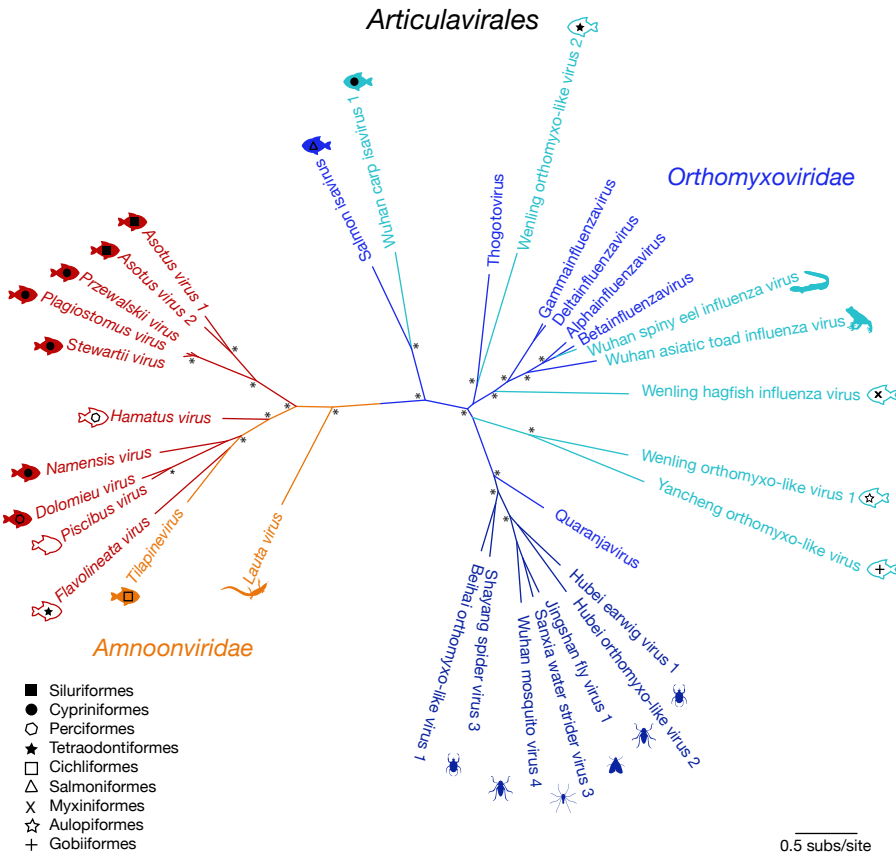 Articulavirales
Orthomyxoviridae
Amnoonviridae
Asotus virus 1
Asotus virus 2
Przewalskii virus
Plagiostomus virus
Stewartii virus
Hamatus virus
Namensis virus
Dolomieu virus
Piscibus virus
Flavolineata virus
Tilapinevirus
Lauta virus
Salmon isavirus
Wuhan carp isavirus 1
Thogotovirus
Wenling orthomyxo-like virus 2
Gammainfluenzavirus
Deltainfluenzavirus
Alphainfluenzavirus
Betainfluenzavirus
Wuhan spiny eel influenza virus
Wuhan asiatic toad influenza virus
Wenling hagfish influenza virus
Wenling orthomyxo-like virus 1
Yancheng orthomyxo-like virus
Quaranjavirus
Hubei earwig virus 1
Hubei orthomyxo-like virus 2
Jingshan fly virus 1
Sanxia water strider virus 3
Wuhan mosquito virus 4
Shayang spider virus 3
Beihai orthomyxo-like virus 1
Siluriformes
Cypriniformes
Perciformes
Tetraodontiformes
Cichliformes
Salmoniformes
Myxiniformes
Aulopiformes
Gobiiformes
0.5 subs/site